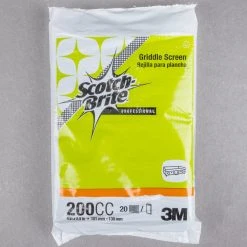 Griddle Screen
Rejilla para plancha
Scotch-
Brite
PROFESSIONAL
200CC
20
3M